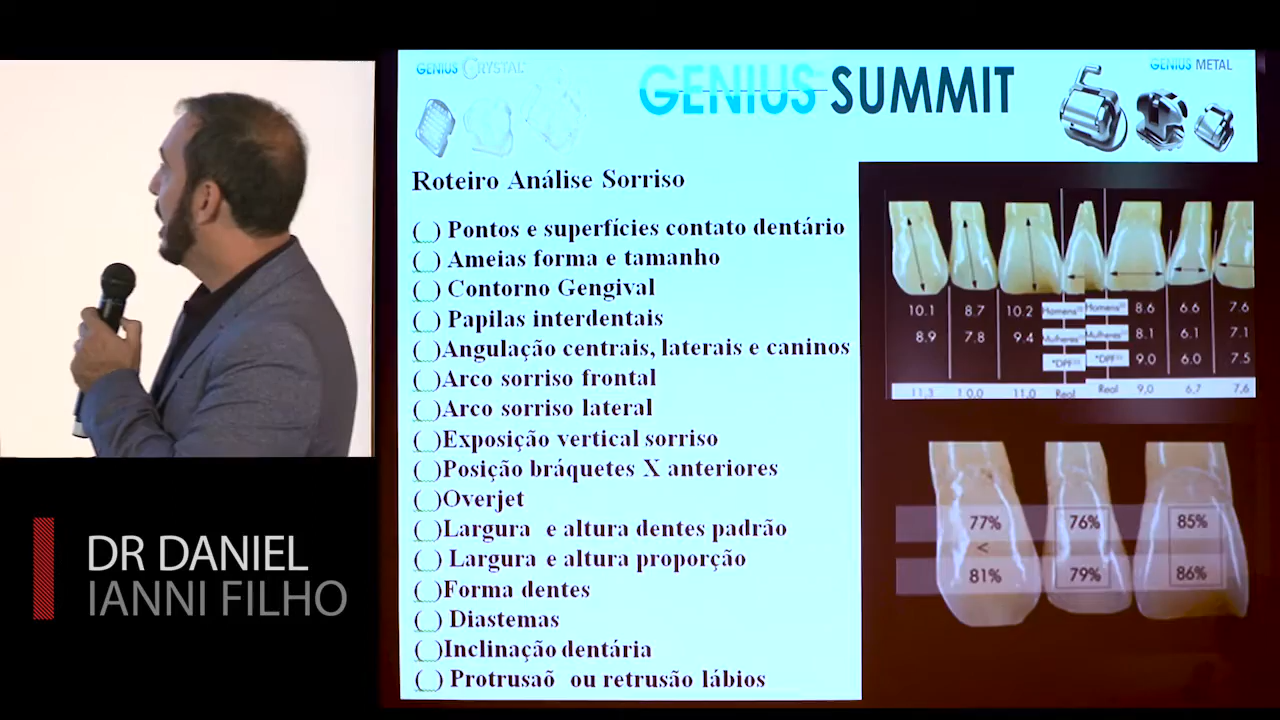 GENIUS CRYSTAL
GENIUS SUMMIT
GENIUS METAL
Roteiro Análise Sorriso
(_) Pontos e superfícies contato dentário
(_) Ameias forma e tamanho
(_) Contorno Gengival
(_) Papilas interdentais
(_)Angulação centrais, laterais e caninos
(_)Arco sorriso frontal
(_)Arco sorriso lateral
(_)Exposição vertical sorriso
(_)Posição bráquetes X anteriores
(_)Overjet
(_)Largura e altura dentes padrão
(_) Largura e altura proporção
(_)Forma dentes
(_) Diastemas
(_)Inclinação dentária
(_) Protrusaõ ou retrusão lábios
10.1 8.7 10.2 Homens Homens 8.6 6.6 7.6
8.9 7.8 9.4 Mulheres Mulheres 8.1 6.1 7.1
*DPF *DPF 9.0 6.0 7.5
11,3 10,0 11,0 Real Real 9,0 6,7 7,6
77% 76% 85%
<
81% 79% 86%
DR DANIEL
IANNI FILHO